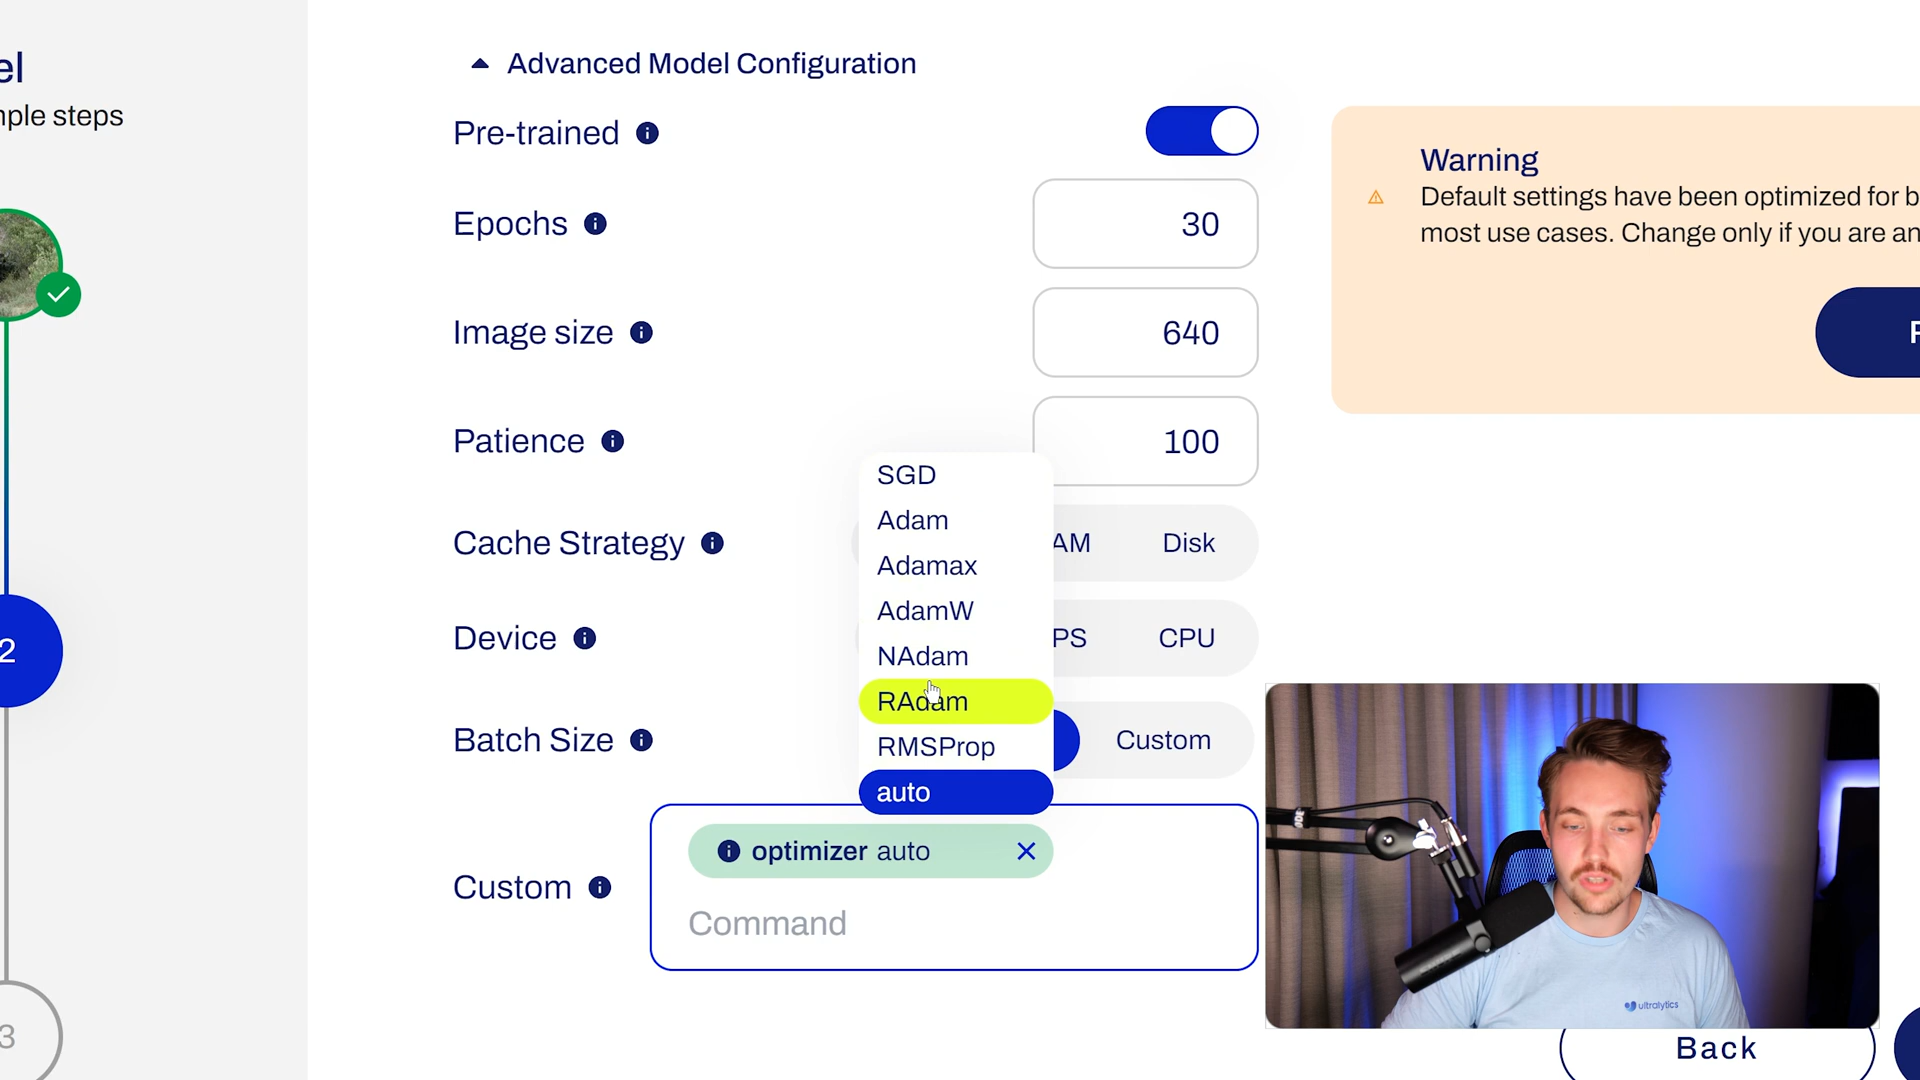 el
nple steps
2
3
Advanced Model Configuration
Pre-trained
Epochs
30
Image size
640
Patience
100
Cache Strategy
AM
Disk
Device
PS
CPU
Batch Size
Custom
SGD
Adam
Adamax
AdamW
NAdam
RAdam
RMSProp
auto
Custom
optimizer auto
Command
Warning
Default settings have been optimized for b
most use cases. Change only if you are an
ultralytics
Back